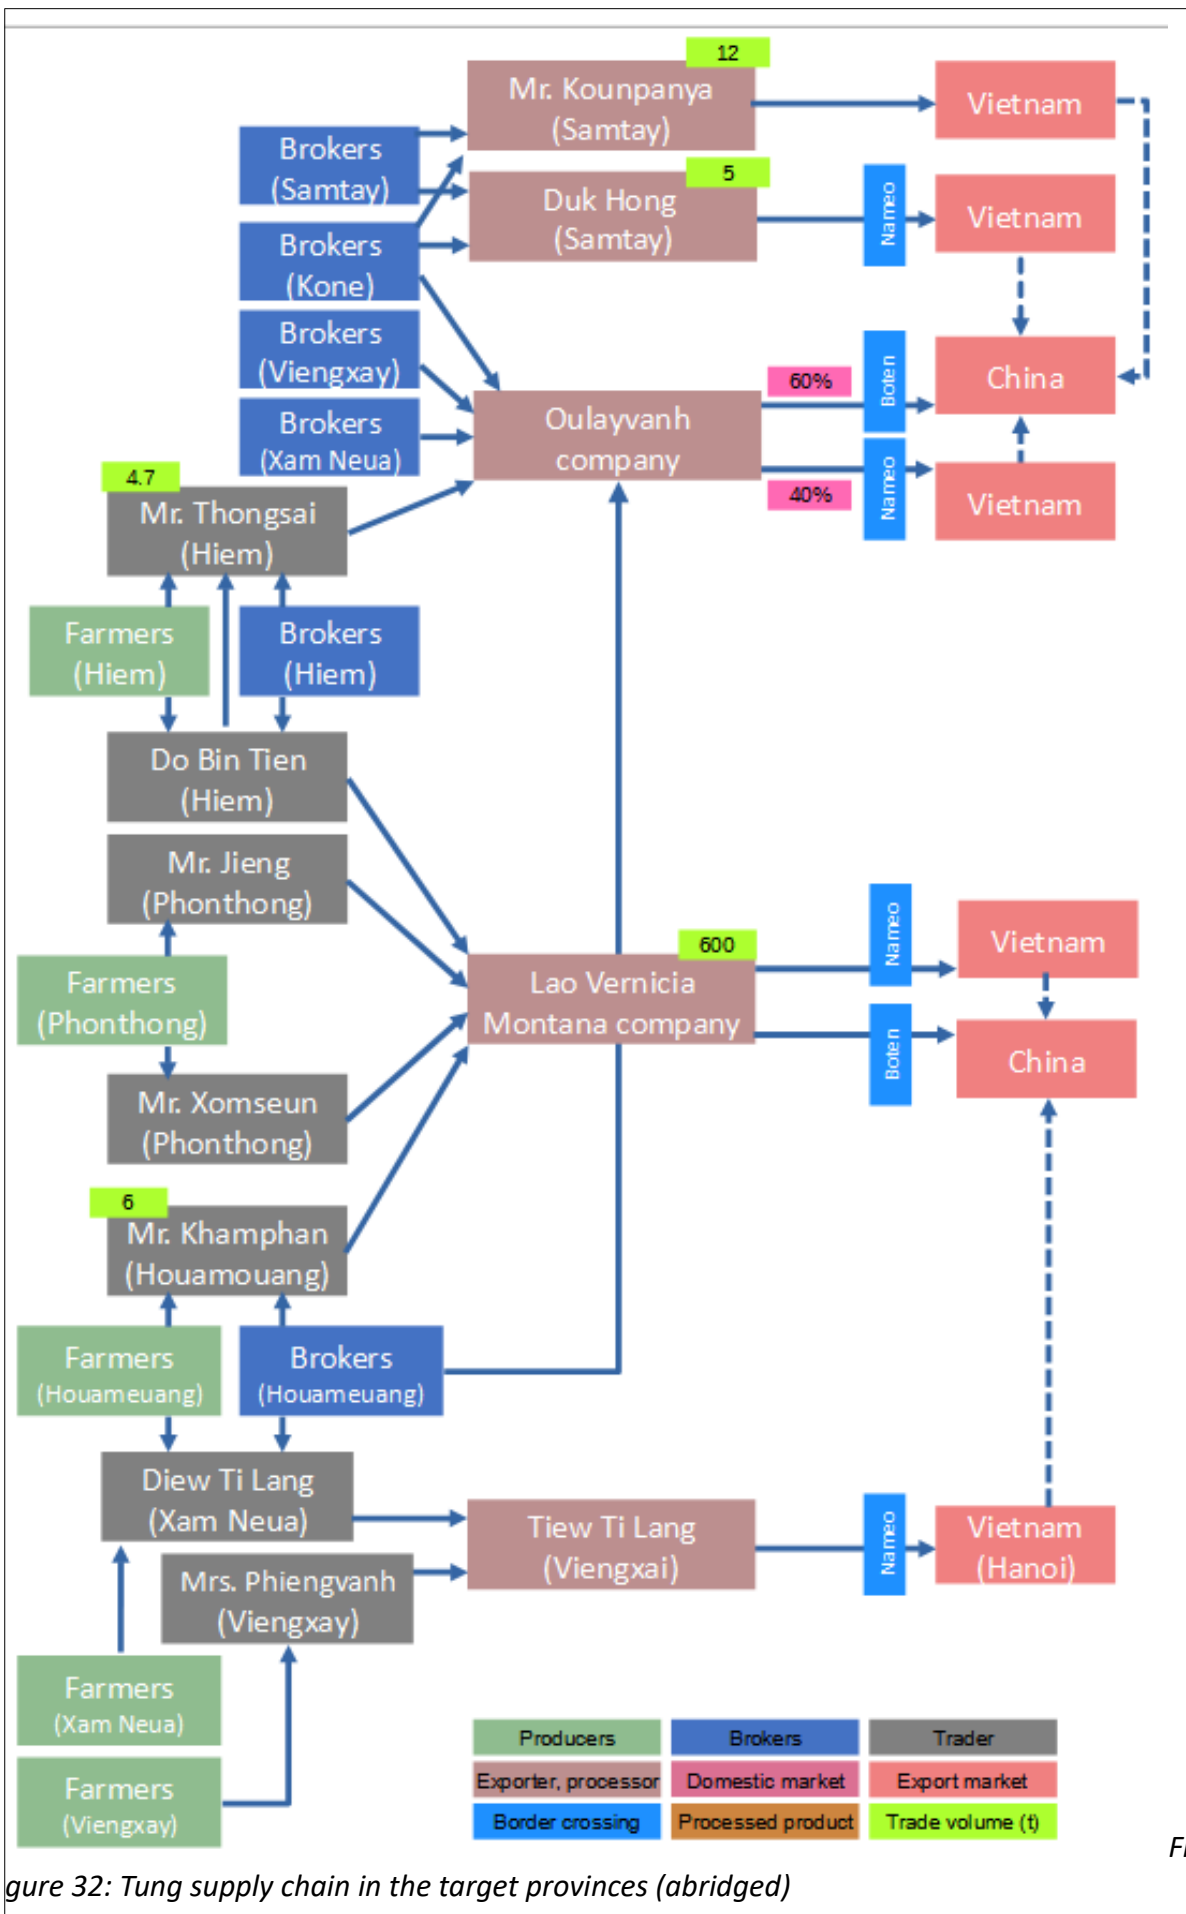 12
Mr. Kounpanya
(Samtay)
Vietnam
Brokers
(Samtay)
5
Duk Hong
(Samtay)
Nameo
Vietnam
Brokers
(Kone)
Brokers
(Viengxay)
60%
Boten
China
Brokers
(Xam Neua)
Oulayvanh
company
40%
Nameo
Vietnam
4.7
Mr. Thongsai
(Hiem)
Farmers
(Hiem)
Brokers
(Hiem)
Do Bin Tien
(Hiem)
Mr. Jieng
(Phonthong)
Farmers
(Phonthong)
600
Lao Vernicia
Montana company
Nameo
Vietnam
Boten
China
Mr. Xomseun
(Phonthong)
6
Mr. Khamphan
(Houamouang)
Farmers
(Houameuang)
Brokers
(Houameuang)
Diew Ti Lang
(Xam Neua)
Tiew Ti Lang
(Viengxai)
Nameo
Vietnam
(Hanoi)
Mrs. Phiengvanh
(Viengxay)
Farmers
(Xam Neua)
Farmers
(Viengxay)
Producers
Brokers
Trader
Exporter, processor
Domestic market
Export market
Border crossing
Processed product
Trade volume (t)
Fi
gure 32: Tung supply chain in the target provinces (abridged)